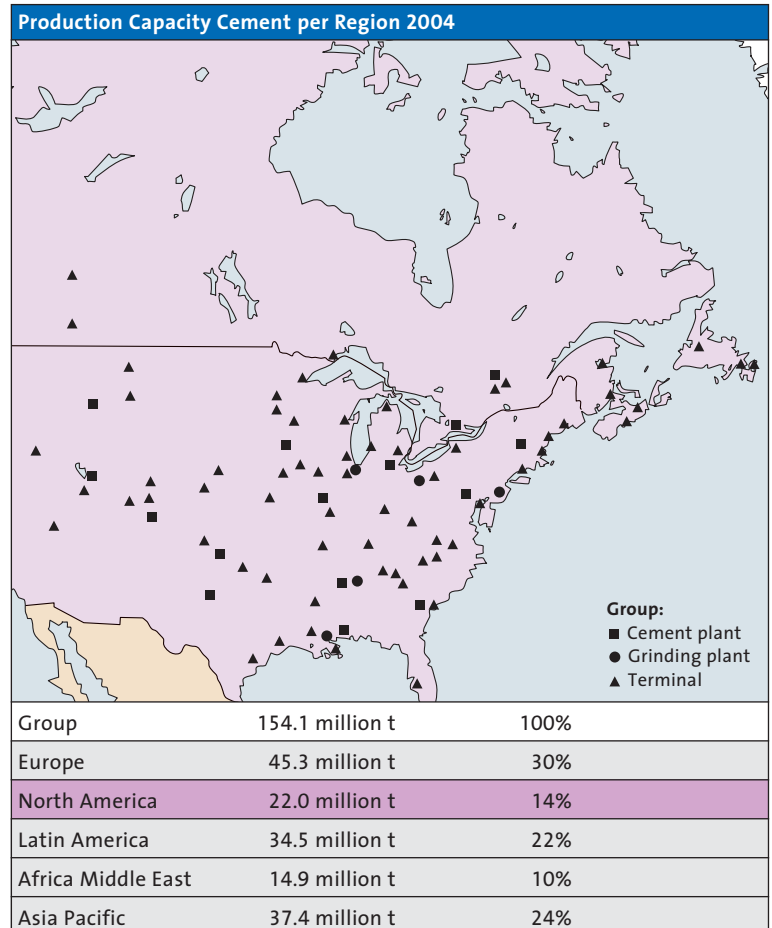 Production Capacity Cement per Region 2004
Group:
Cement plant
Grinding plant
Terminal
Group 154.1 million t 100%
Europe 45.3 million t 30%
North America 22.0 million t 14%
Latin America 34.5 million t 22%
Africa Middle East 14.9 million t 10%
Asia Pacific 37.4 million t 24%